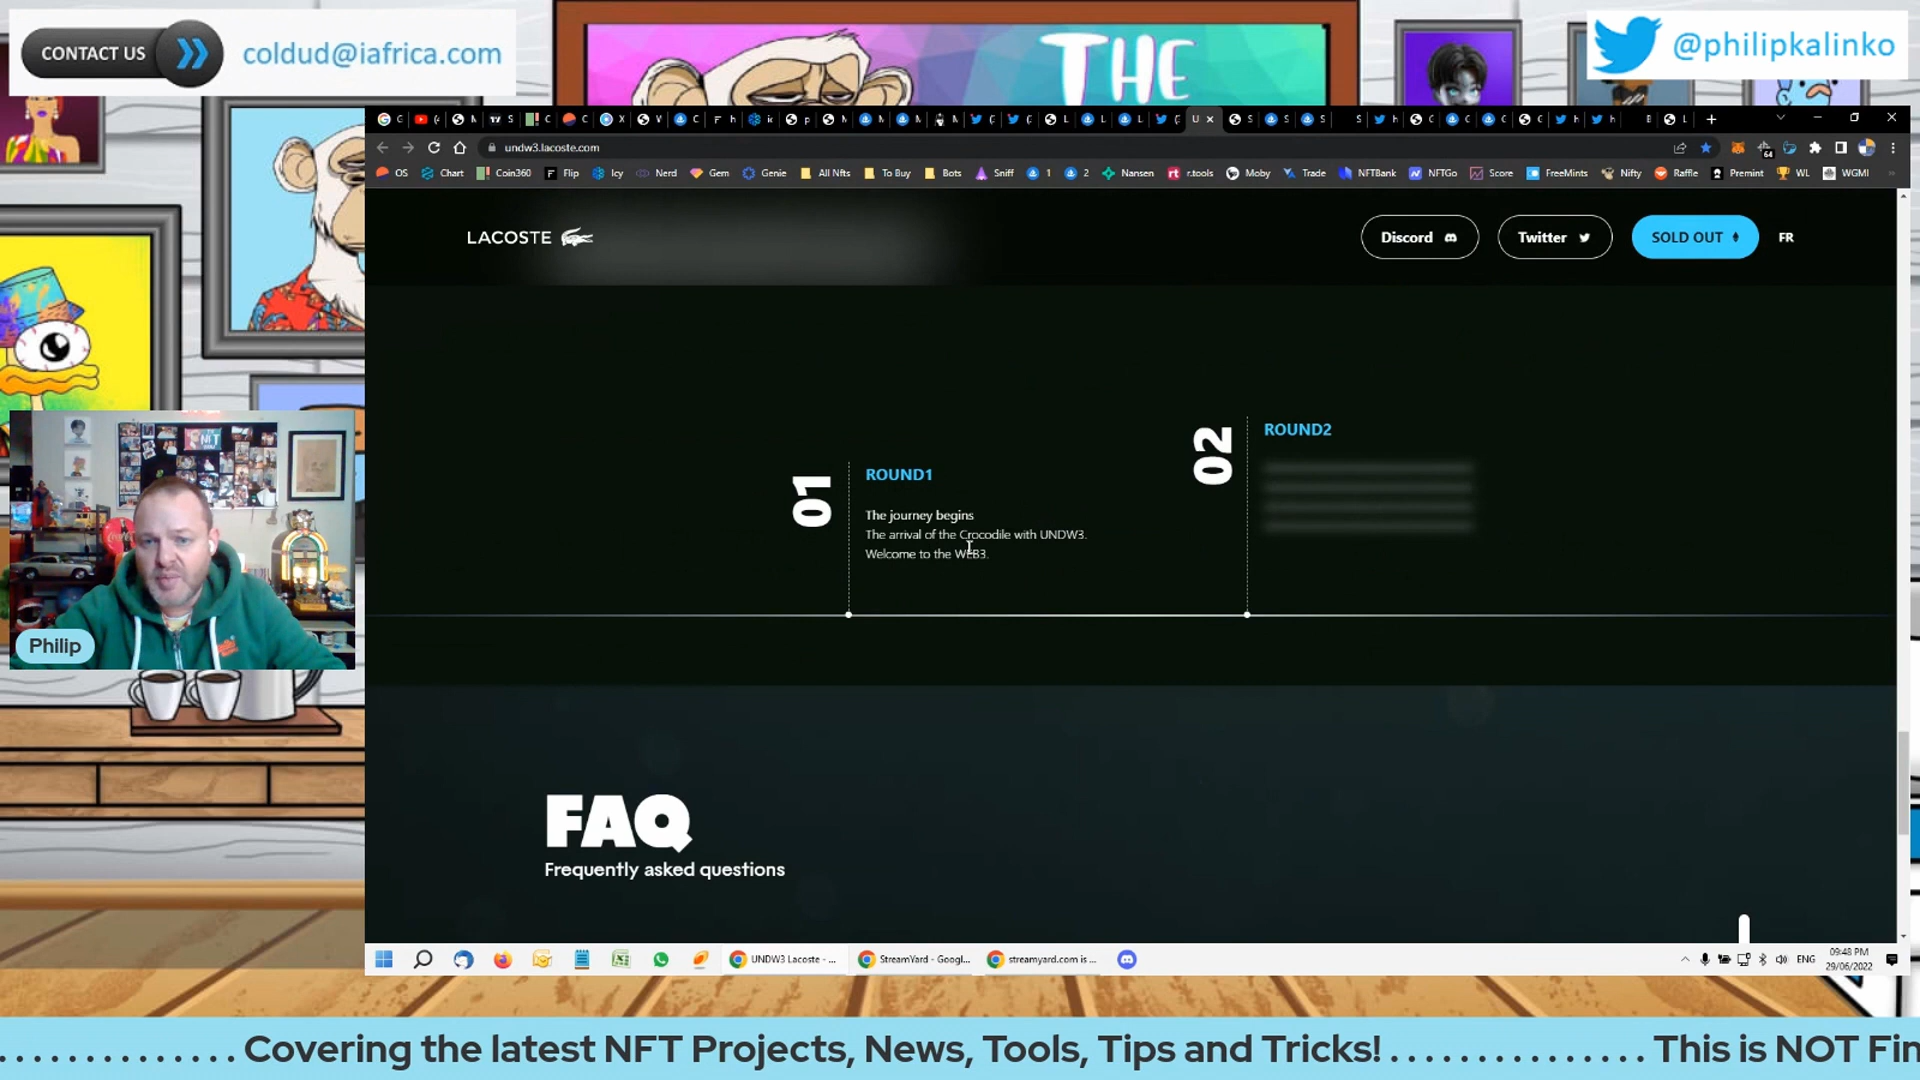 CONTACT US
coldud@iafrica.com
THE
@philipkalinko
undw3.lacoste.com
OS Chart Coin360 Flip Icy Nerd Gem Genie All Nfts To Buy Bots Sniff 1 2 Nansen r.tools Moby Trade NFTBank NFTGo Score FreeMints Nifty Raffle Premint WL WGMI
LACOSTE
Discord
Twitter
SOLD OUT
FR
01
ROUND1
The journey begins
The arrival of the Crocodile with UNDW3.
Welcome to the WEB3.
02
ROUND2
FAQ
Frequently asked questions
Philip
UNDW3 Lacoste - ...
StreamYard - Googl...
streamyard.com is ...
ENG
09:48 PM
29/06/2022
. . . . . . . . . . . . . . Covering the latest NFT Projects, News, Tools, Tips and Tricks! . . . . . . . . . . . . . . . This is NOT Fin